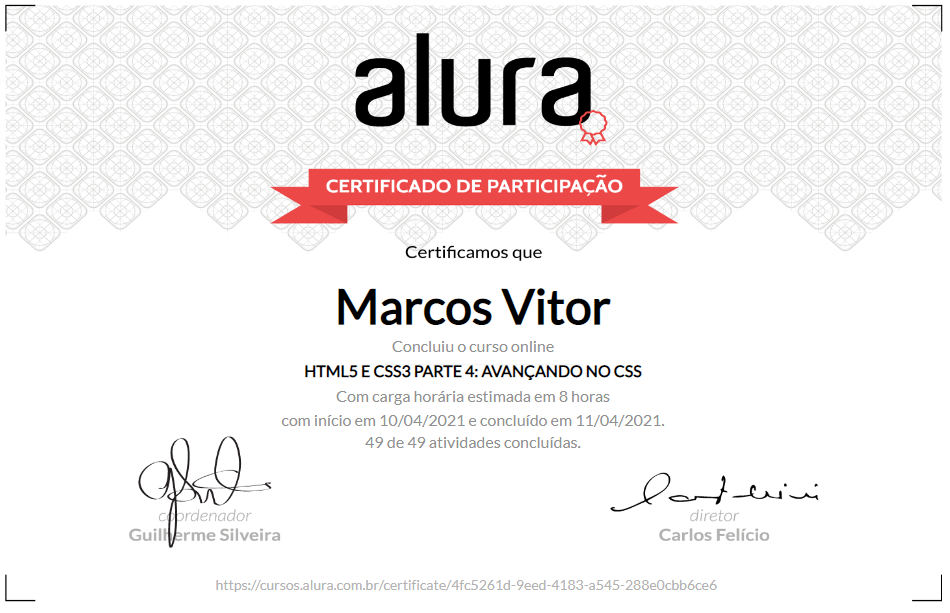 alura
CERTIFICADO DE PARTICIPAÇÃO
Certificamos que
Marcos Vitor
Concluiu o curso online
HTML5 E CSS3 PARTE 4: AVANÇANDO NO CSS
Com carga horária estimada em 8 horas
com início em 10/04/2021 e concluído em 11/04/2021.
49 de 49 atividades concluídas.
coordenador
Guilherme Silveira
diretor
Carlos Felício
https://cursos.alura.com.br/certificate/4fc5261d-9eed-4183-a545-288e0cbb6ce6